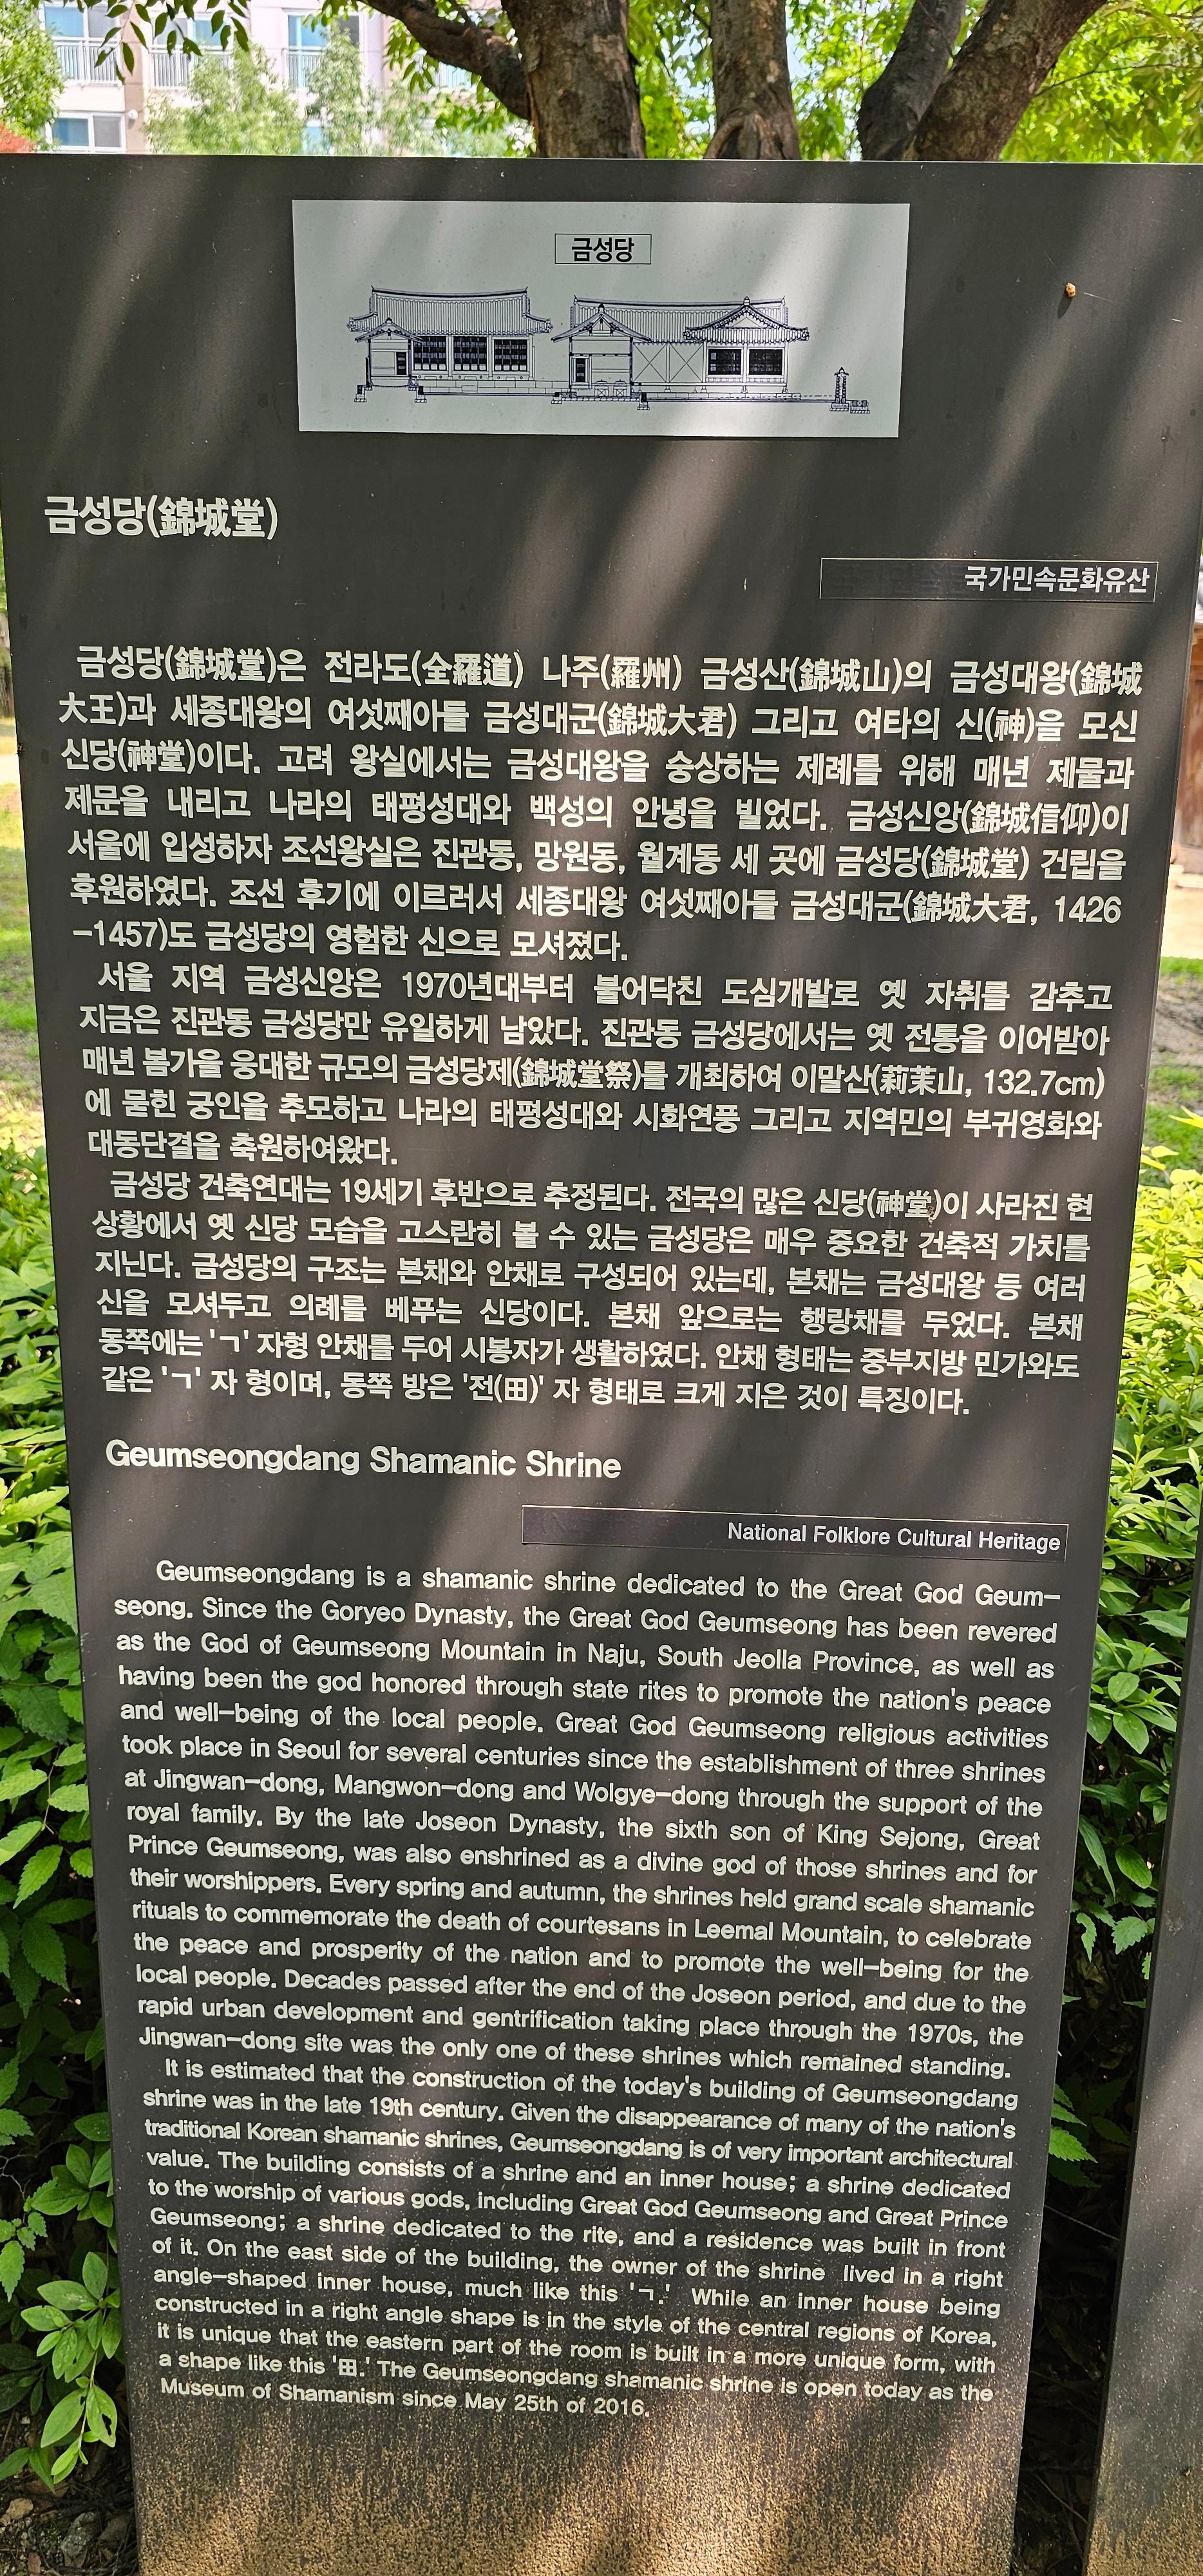 금성당
금성당(錦城堂)
국가민속문화유산
금성당(錦城堂)은 전라도(全羅道) 나주(羅州) 금성산(錦城山)의 금성대왕(錦城
大王)과 세종대왕의 여섯째아들 금성대군(錦城大君) 그리고 여타의 신(神)을 모신
신당(神堂)이다. 고려 왕실에서는 금성대왕을 숭상하는 제례를 위해 매년 제물과
제문을 내리고 나라의 태평성대와 백성의 안녕을 빌었다. 금성신앙(錦城信仰)이
서울에 입성하자 조선왕실은 진관동, 망원동, 월계동 세 곳에 금성당(錦城堂) 건립을
후원하였다. 조선 후기에 이르러서 세종대왕 여섯째아들 금성대군(錦城大君, 1426
-1457)도 금성당의 영험한 신으로 모셔졌다.
서울 지역 금성신앙은 1970년대부터 불어닥친 도심개발로 옛 자취를 감추고
지금은 진관동 금성당만 유일하게 남았다. 진관동 금성당에서는 옛 전통을 이어받아
매년 봄가을 웅대한 규모의 금성당제(錦城堂祭)를 개최하여 이말산(莉茉山, 132.7cm)
에 묻힌 궁인을 추모하고 나라의 태평성대와 시화연풍 그리고 지역민의 부귀영화와
대동단결을 축원하여왔다.
금성당 건축연대는 19세기 후반으로 추정된다. 전국의 많은 신당(神堂)이 사라진 현
상황에서 옛 신당 모습을 고스란히 볼 수 있는 금성당은 매우 중요한 건축적 가치를
지닌다. 금성당의 구조는 본채와 안채로 구성되어 있는데, 본채는 금성대왕 등 여러
신을 모셔두고 의례를 베푸는 신당이다. 본채 앞으로는 행랑채를 두었다. 본채
동쪽에는 'ㄱ' 자형 안채를 두어 시봉자가 생활하였다. 안채 형태는 중부지방 민가와도
같은 'ㄱ' 자 형이며, 동쪽 방은 '전(田)' 자 형태로 크게 지은 것이 특징이다.
Geumseongdang Shamanic Shrine
National Folklore Cultural Heritage
Geumseongdang is a shamanic shrine dedicated to the Great God Geum-
seong. Since the Goryeo Dynasty, the Great God Geumseong has been revered
as the God of Geumseong Mountain in Naju, South Jeolla Province, as well as
having been the god honored through state rites to promote the nation's peace
and well-being of the local people. Great God Geumseong religious activities
took place in Seoul for several centuries since the establishment of three shrines
at Jingwan-dong, Mangwon-dong and Wolgye-dong through the support of the
royal family. By the late Joseon Dynasty, the sixth son of King Sejong, Great
Prince Geumseong, was also enshrined as a divine god of those shrines and for
their worshippers. Every spring and autumn, the shrines held grand scale shamanic
rituals to commemorate the death of courtesans in Leemal Mountain, to celebrate
the peace and prosperity of the nation and to promote the well-being for the
local people. Decades passed after the end of the Joseon period, and due to the
rapid urban development and gentrification taking place through the 1970s, the
Jingwan-dong site was the only one of these shrines which remained standing.
It is estimated that the construction of the today's building of Geumseongdang
shrine was in the late 19th century. Given the disappearance of many of the nation's
traditional Korean shamanic shrines, Geumseongdang is of very important architectural
value. The building consists of a shrine and an inner house; a shrine dedicated
to the worship of various gods, including Great God Geumseong and Great Prince
Geumseong; a shrine dedicated to the rite, and a residence was built in front
of it. On the east side of the building, the owner of the shrine lived in a right
angle-shaped inner house, much like this 'ㄱ.' While an inner house being
constructed in a right angle shape is in the style of the central regions of Korea,
it is unique that the eastern part of the room is built in a more unique form, with
a shape like this '田.' The Geumseongdang shamanic shrine is open today as the
Museum of Shamanism since May 25th of 2016.